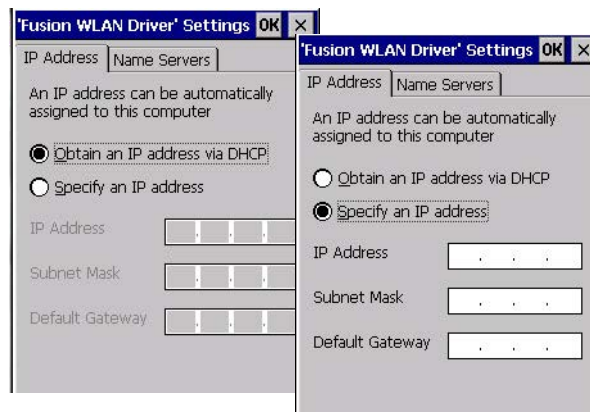 'Fusion WLAN Driver' Settings OK ×
IP Address Name Servers
An IP address can be automatically
assigned to this computer
Obtain an IP address via DHCP
Specify an IP address
IP Address . . .
Subnet Mask . . .
Default Gateway . . .
'Fusion WLAN Driver' Settings OK ×
IP Address Name Servers
An IP address can be automatically
assigned to this computer
Obtain an IP address via DHCP
Specify an IP address
IP Address . . .
Subnet Mask . . .
Default Gateway . . .